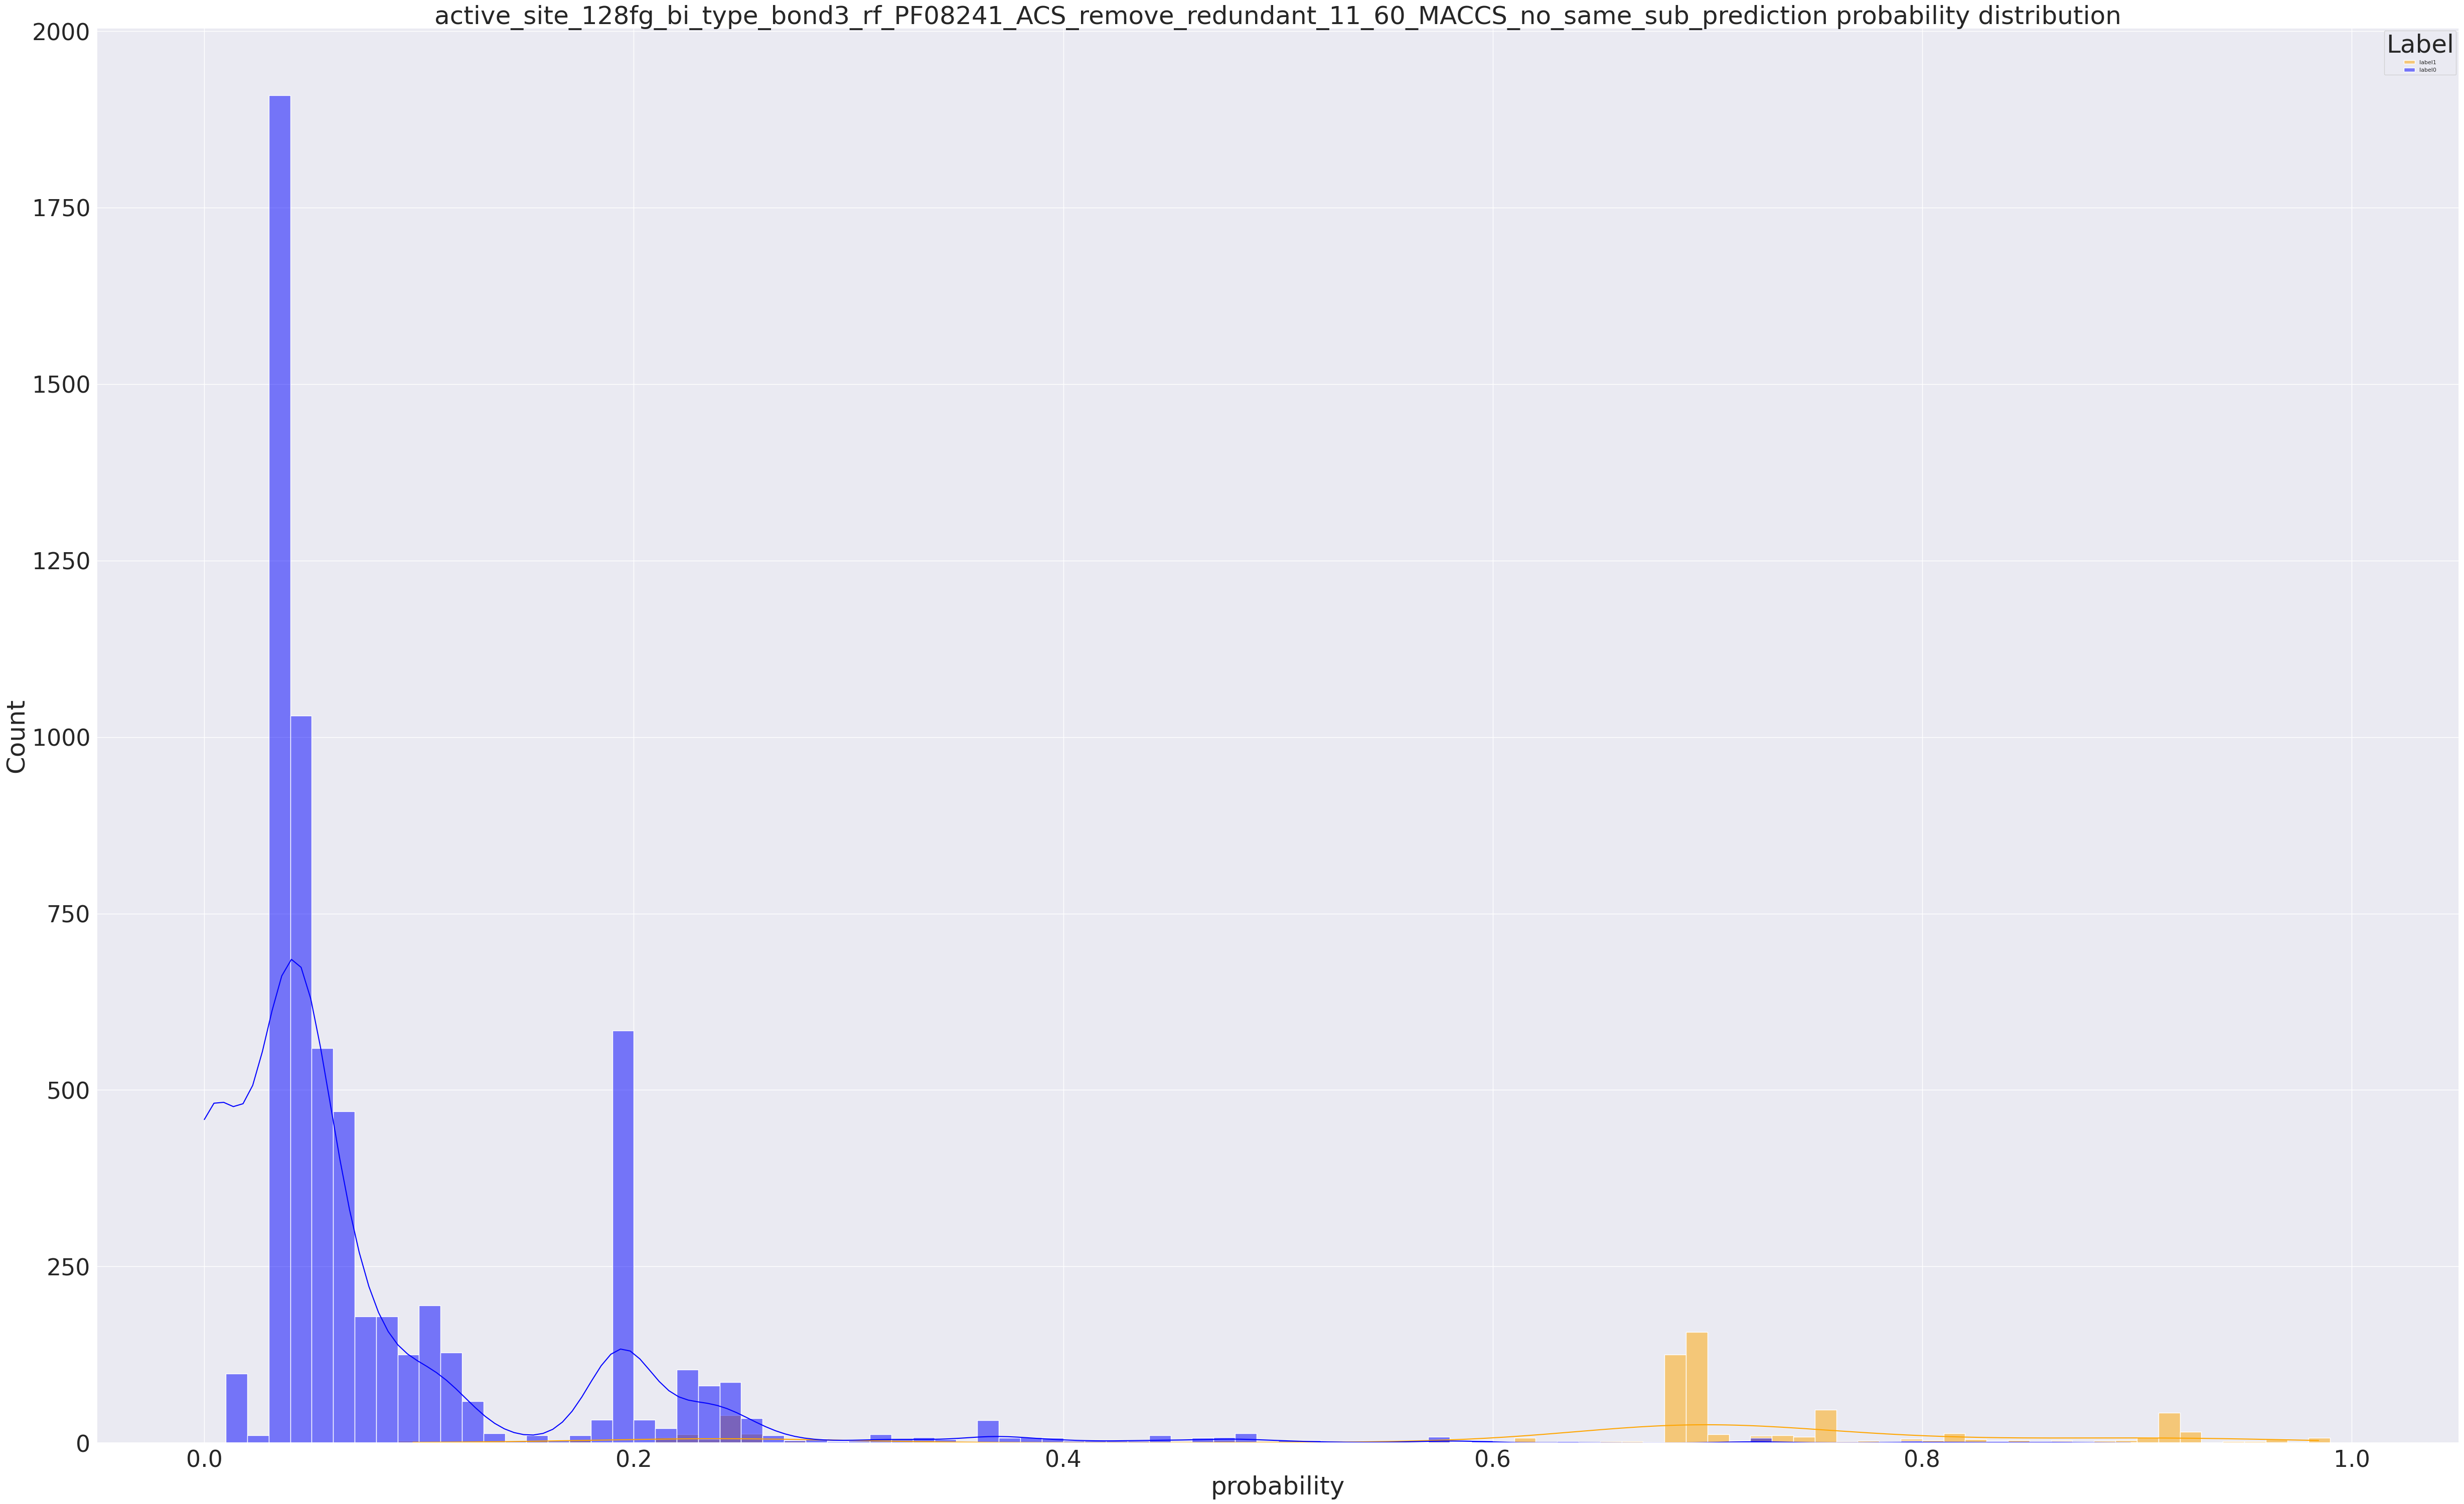 active_site_128fg_bi_type_bond3_rf_PF08241_ACS_remove_redundant_11_60_MACCS_no_same_sub_prediction probability distribution
Label
label1
label0
Count
2000
1750
1500
1250
1000
750
500
250
0
0.0 0.2 0.4 0.6 0.8 1.0
probability